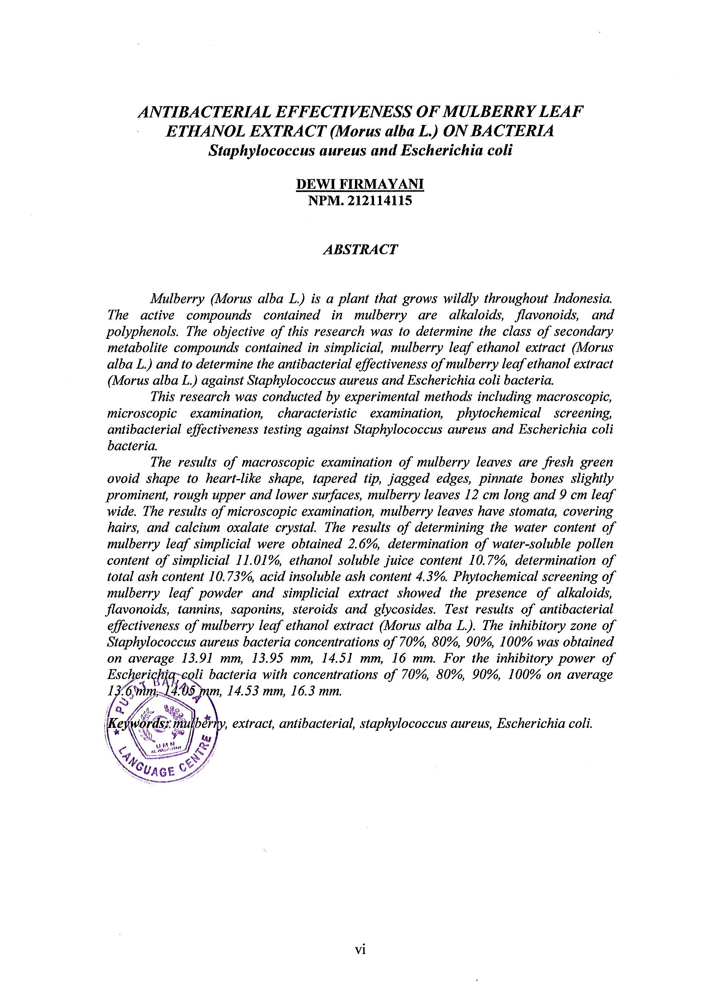 ANTIBACTERIAL EFFECTIVENESS OF MULBERRY LEAF
ETHANOL EXTRACT (Morus alba L.) ON BACTERIA
Staphylococcus aureus and Escherichia coli
DEWI FIRMAYANI
NPM. 212114115
ABSTRACT
Mulberry (Morus alba L.) is a plant that grows wildly throughout Indonesia.
The active compounds contained in mulberry are alkaloids, flavonoids, and
polyphenols. The objective of this research was to determine the class of secondary
metabolite compounds contained in simplicial, mulberry leaf ethanol extract (Morus
alba L.) and to determine the antibacterial effectiveness of mulberry leaf ethanol extract
(Morus alba L.) against Staphylococcus aureus and Escherichia coli bacteria.
This research was conducted by experimental methods including macroscopic,
microscopic examination, characteristic examination, phytochemical screening,
antibacterial effectiveness testing against Staphylococcus aureus and Escherichia coli
bacteria.
The results of macroscopic examination of mulberry leaves are fresh green
ovoid shape to heart-like shape, tapered tip, jagged edges, pinnate bones slightly
prominent, rough upper and lower surfaces, mulberry leaves 12 cm long and 9 cm leaf
wide. The results of microscopic examination, mulberry leaves have stomata, covering
hairs, and calcium oxalate crystal. The results of determining the water content of
mulberry leaf simplicial were obtained 2.6%, determination of water-soluble pollen
content of simplicial 11.01%, ethanol soluble juice content 10.7%, determination of
total ash content 10.73%, acid insoluble ash content 4.3%. Phytochemical screening of
mulberry leaf powder and simplicial extract showed the presence of alkaloids,
flavonoids, tannins, saponins, steroids and glycosides. Test results of antibacterial
effectiveness of mulberry leaf ethanol extract (Morus alba L.). The inhibitory zone of
Staphylococcus aureus bacteria concentrations of 70%, 80%, 90%, 100% was obtained
on average 13.91 mm, 13.95 mm, 14.51 mm, 16 mm. For the inhibitory power of
Escherichia coli bacteria with concentrations of 70%, 80%, 90%, 100% on average
13.6 mm, 14.05 mm, 14.53 mm, 16.3 mm.
Keywords: mulberry, extract, antibacterial, staphylococcus aureus, Escherichia coli.
PUSAT BAHASA
UMN
AL WASHLIYAH
LANGUAGE CENTRE
vi